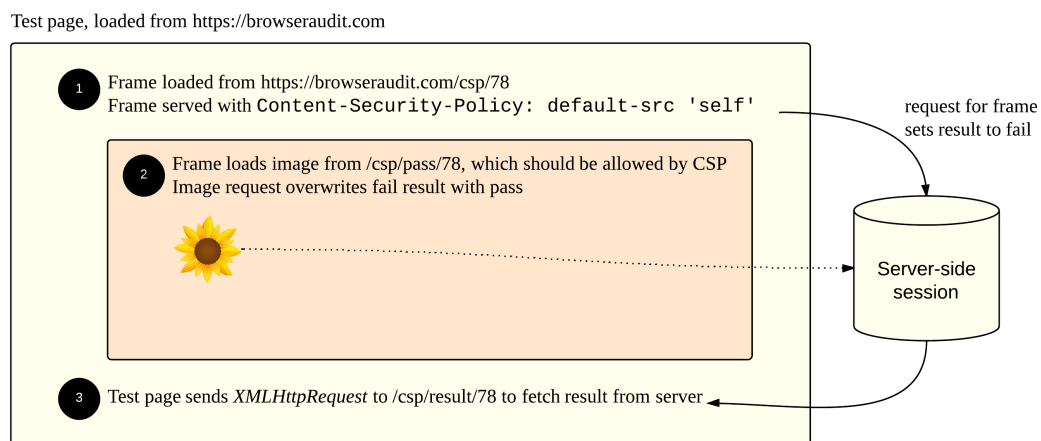 Test page, loaded from https://browseraudit.com
1
Frame loaded from https://browseraudit.com/csp/78
Frame served with Content-Security-Policy: default-src 'self'
request for frame
sets result to fail
2
Frame loads image from /csp/pass/78, which should be allowed by CSP
Image request overwrites fail result with pass
Server-side
session
3
Test page sends XMLHttpRequest to /csp/result/78 to fetch result from server